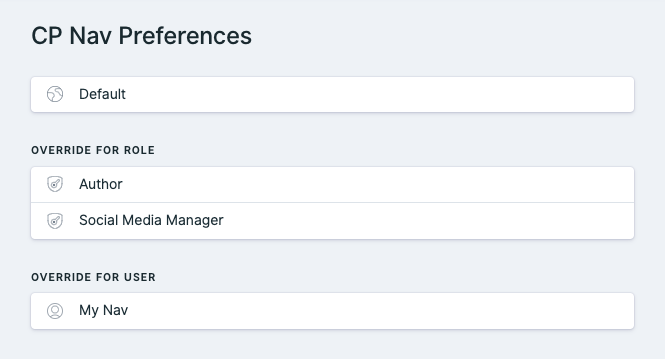 CP Nav Preferences
Default
OVERRIDE FOR ROLE
Author
Social Media Manager
OVERRIDE FOR USER
My Nav